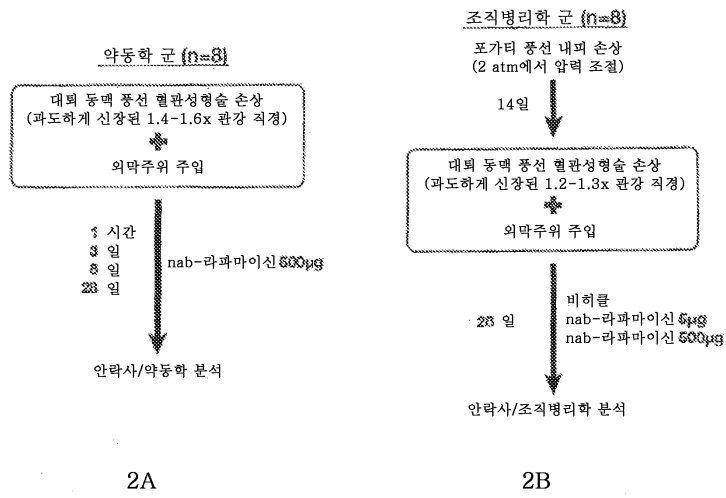 약동학 군 (n=8)
대퇴 동맥 풍선 혈관성형술 손상
(과도하게 신장된 1.4-1.6x 관강 직경)
외막주위 주입
1 시간
3 일
8 일
28 일
nab-라파마이신 500μg
안락사/약동학 분석
2A
조직병리학 군 (n=8)
포가티 풍선 내피 손상
(2 atm에서 압력 조절)
14일
대퇴 동맥 풍선 혈관성형술 손상
(과도하게 신장된 1.2-1.3x 관강 직경)
외막주위 주입
28 일
비히클
nab-라파마이신 5μg
nab-라파마이신 500μg
안락사/조직병리학 분석
2B